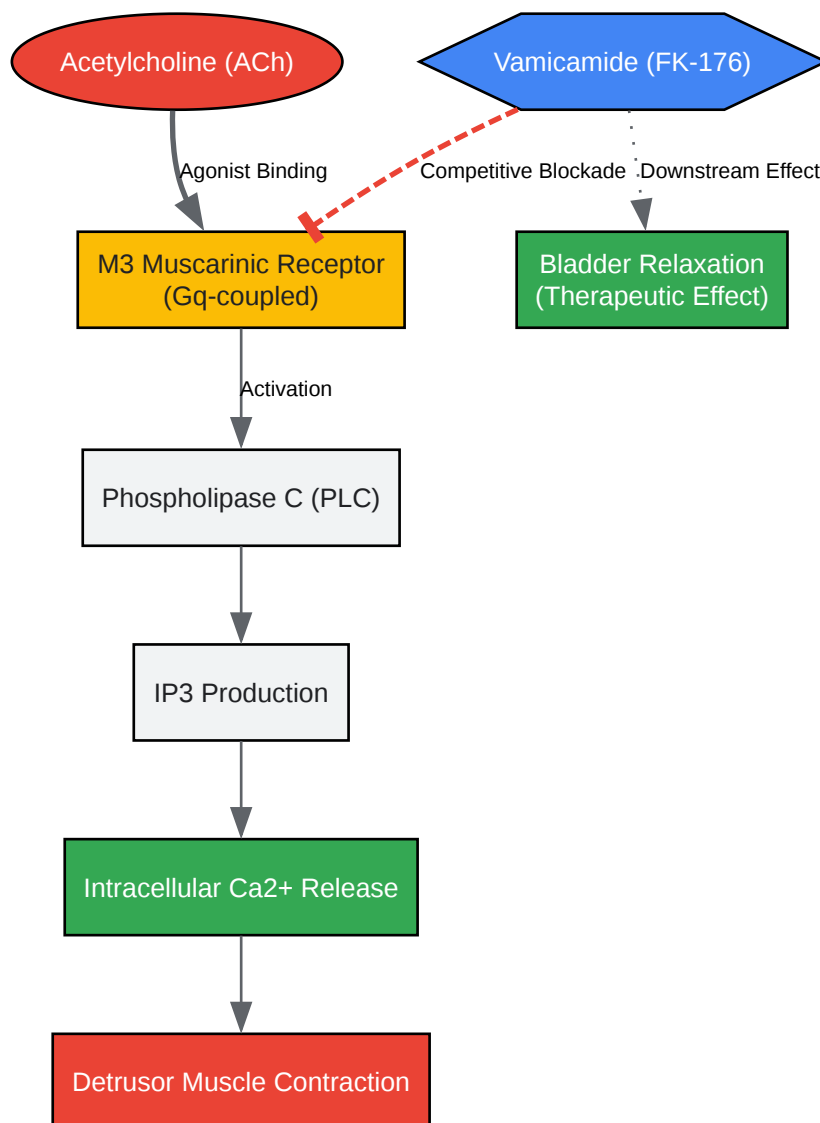 Acetylcholine (ACh)
Vamicamide (FK-176)
Agonist Binding
Competitive Blockade
Downstream Effect
M3 Muscarinic Receptor
(Gq-coupled)
Bladder Relaxation
(Therapeutic Effect)
Activation
Phospholipase C (PLC)
IP3 Production
Intracellular Ca2+ Release
Detrusor Muscle Contraction